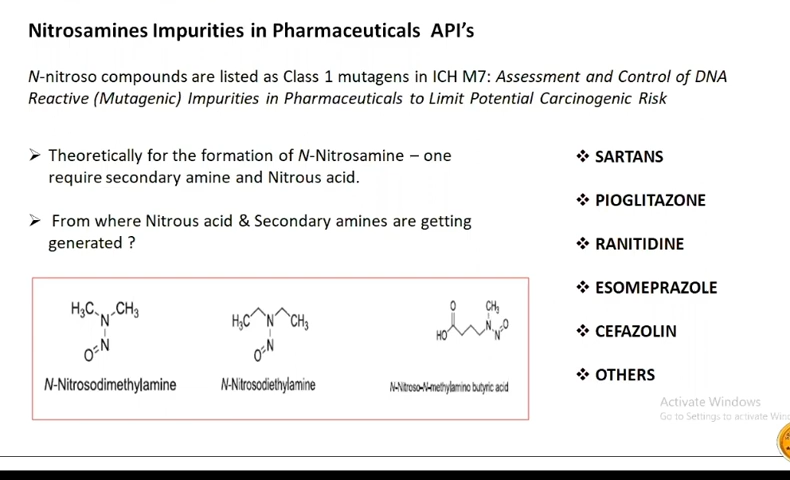 Nitrosamines Impurities in Pharmaceuticals API's
N-nitroso compounds are listed as Class 1 mutagens in ICH M7: Assessment and Control of DNA
Reactive (Mutagenic) Impurities in Pharmaceuticals to Limit Potential Carcinogenic Risk
➢ Theoretically for the formation of N-Nitrosamine – one
require secondary amine and Nitrous acid.
➢ From where Nitrous acid & Secondary amines are getting
generated ?
❖ SARTANS
❖ PIOGLITAZONE
❖ RANITIDINE
❖ ESOMEPRAZOLE
❖ CEFAZOLIN
❖ OTHERS
H₃C CH₃
N
N
O
N-Nitrosodimethylamine
H₃C N CH₃
N
O
N-Nitrosodiethylamine
O CH₃
N O
HO N
N-Nitroso-N-methylamino butyric acid
Activate Windows
Go to Settings to activate Win